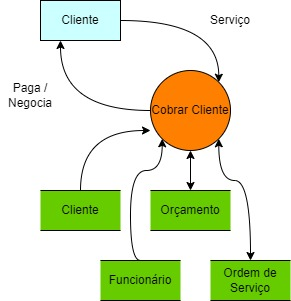 Cliente
Serviço
Paga /
Negocia
Cobrar Cliente
Cliente
Orçamento
Funcionário
Ordem de
Serviço